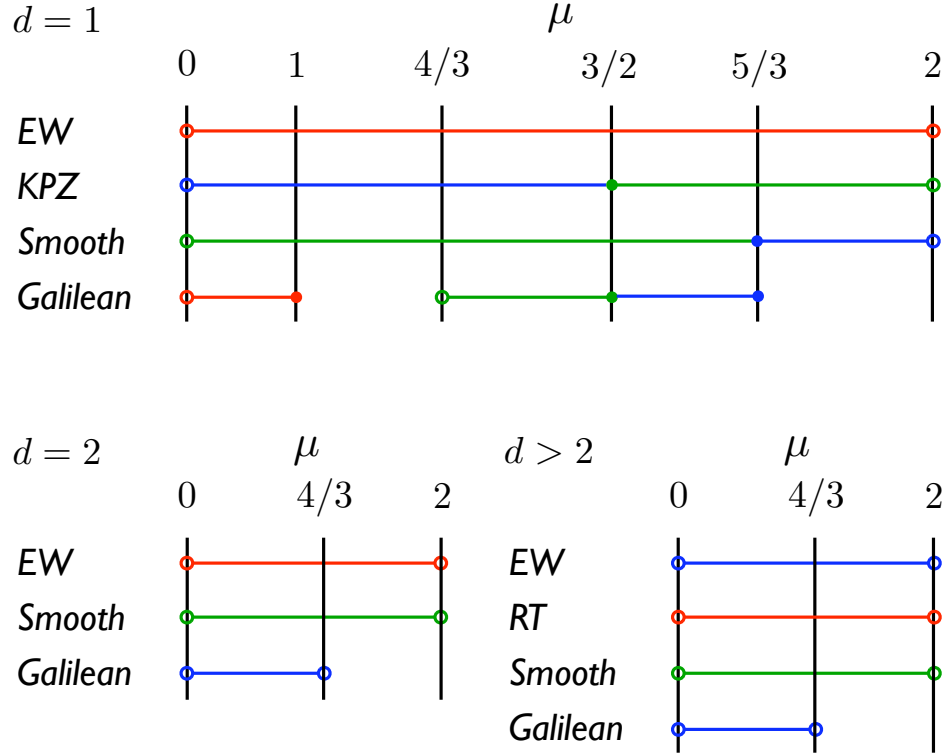 d = 1 μ
0 1 4/3 3/2 5/3 2
EW
KPZ
Smooth
Galilean
d = 2 μ
0 4/3 2
EW
Smooth
Galilean
d > 2 μ
0 4/3 2
EW
RT
Smooth
Galilean